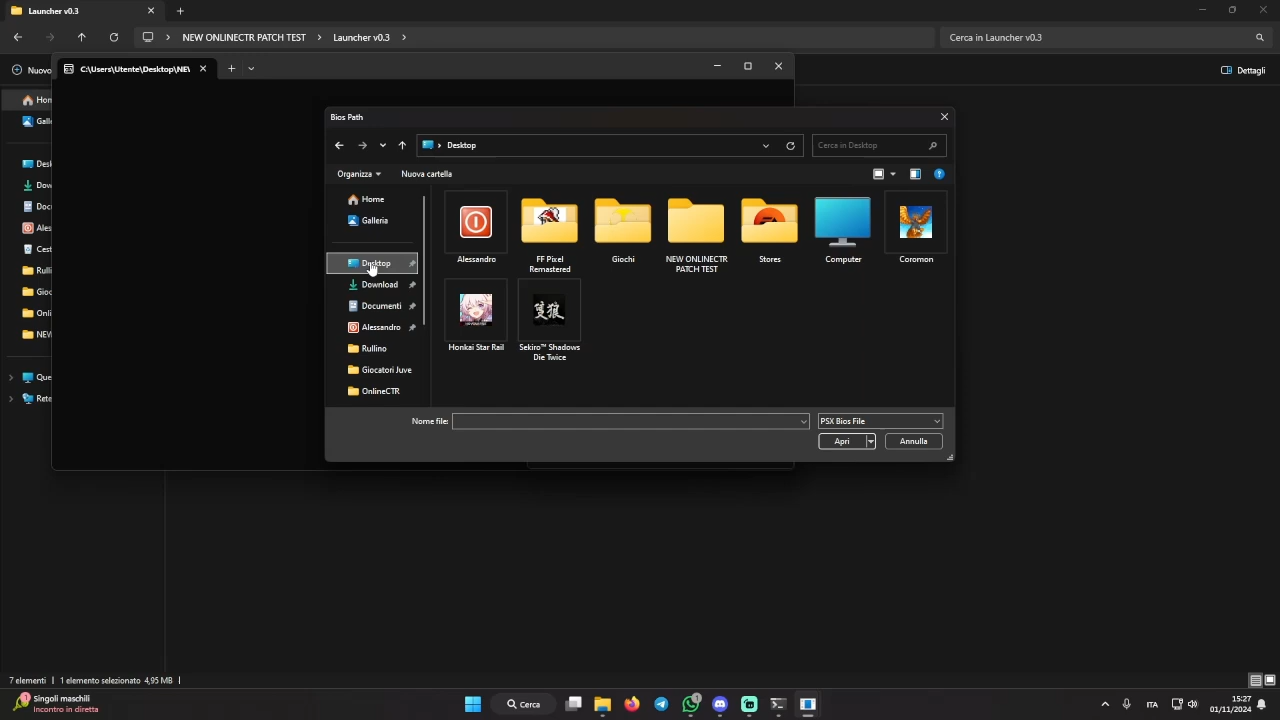 Launcher v0.3
NEW ONLINECTR PATCH TEST
Launcher v0.3
Cerca in Launcher v0.3
Nuovo
Dettagli
C:\Users\Utente\Desktop\NE
Bios Path
Desktop
Cerca in Desktop
Organizza
Nuova cartella
Home
Galleria
Desktop
Download
Documenti
Alessandro
Rullino
Giocatori Juve
OnlineCTR
Alessandro
FF Pixel
Remastered
Giochi
NEW ONLINECTR
PATCH TEST
Stores
Computer
Coromon
Honkai Star Rail
Sekiro™ Shadows
Die Twice
Nome file:
PSX Bios File
Apri
Annulla
Hon
Gall
Desk
Dow
Docu
Ales
Cest
Rulli
Gioc
Onli
NEW
Que
Rete
7 elementi
1 elemento selezionato 4,95 MB
1
Singoli maschili
Incontro in diretta
Cerca
1
ITA
15:27
01/11/2024